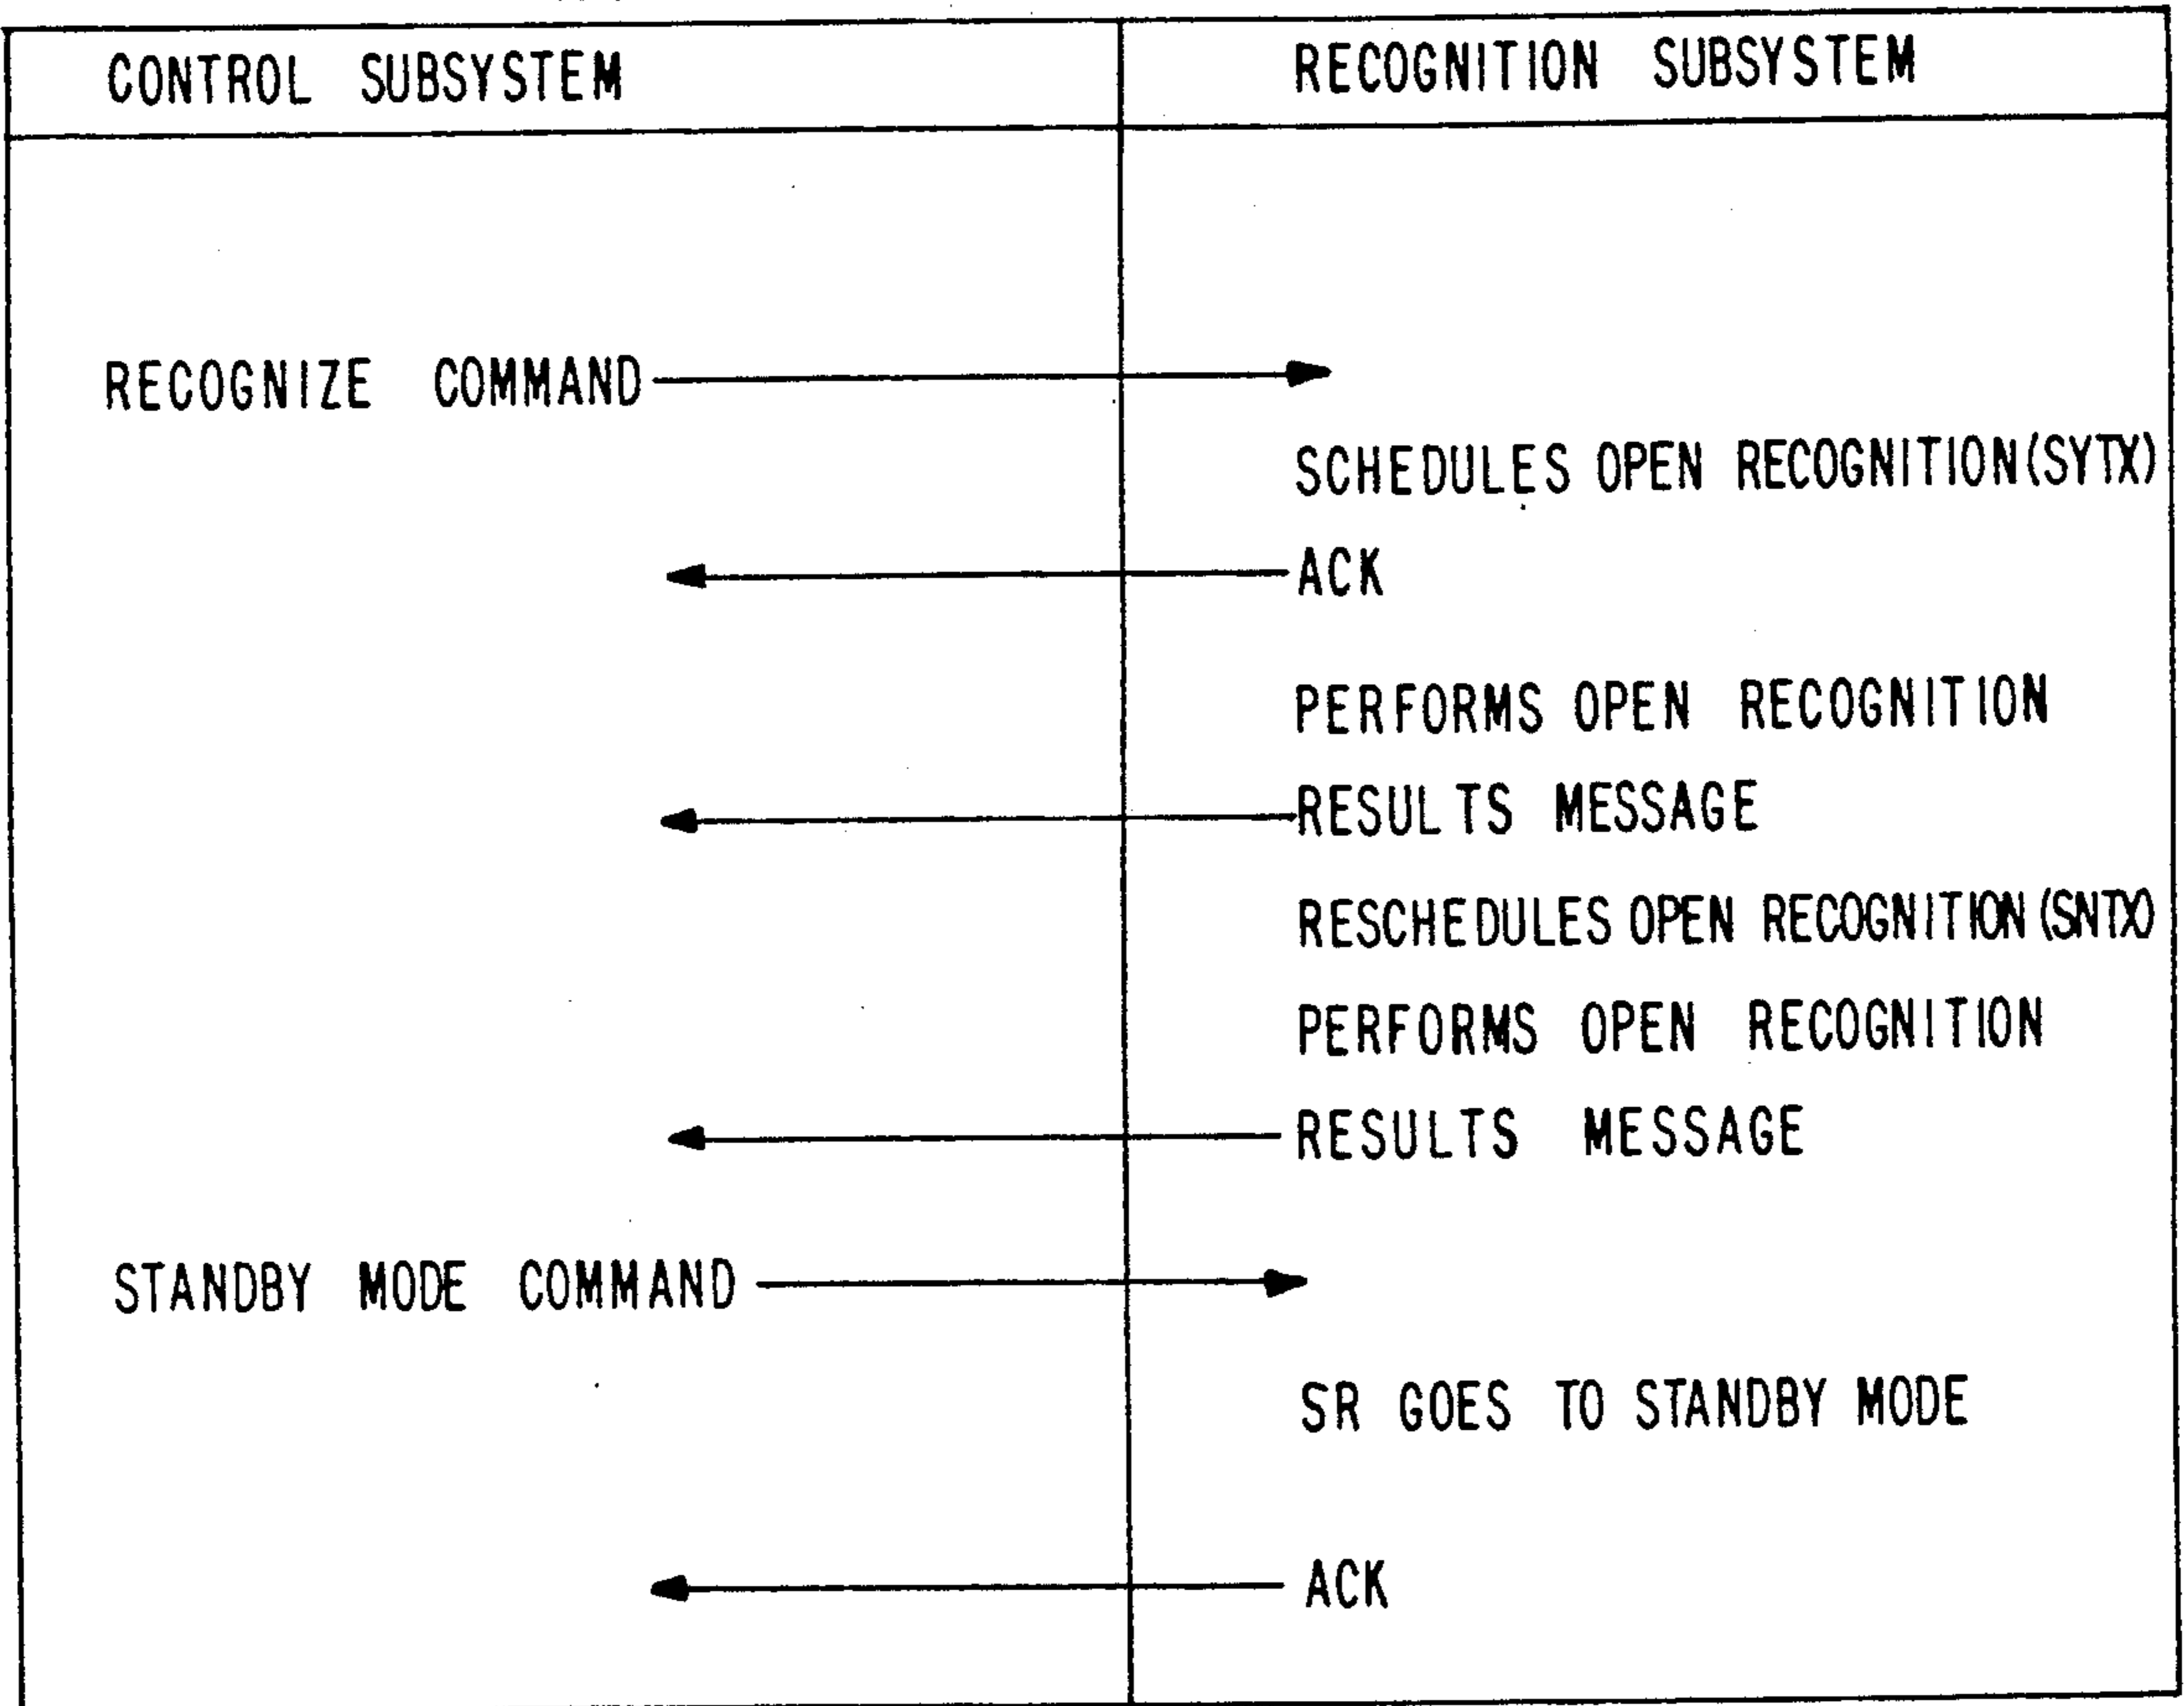 CONTROL SUBSYSTEM
RECOGNITION SUBSYSTEM
RECOGNIZE COMMAND
SCHEDULES OPEN RECOGNITION (SYTX)
ACK
PERFORMS OPEN RECOGNITION
RESULTS MESSAGE
RESCHEDULES OPEN RECOGNITION (SNTX)
PERFORMS OPEN RECOGNITION
RESULTS MESSAGE
STANDBY MODE COMMAND
SR GOES TO STANDBY MODE
ACK